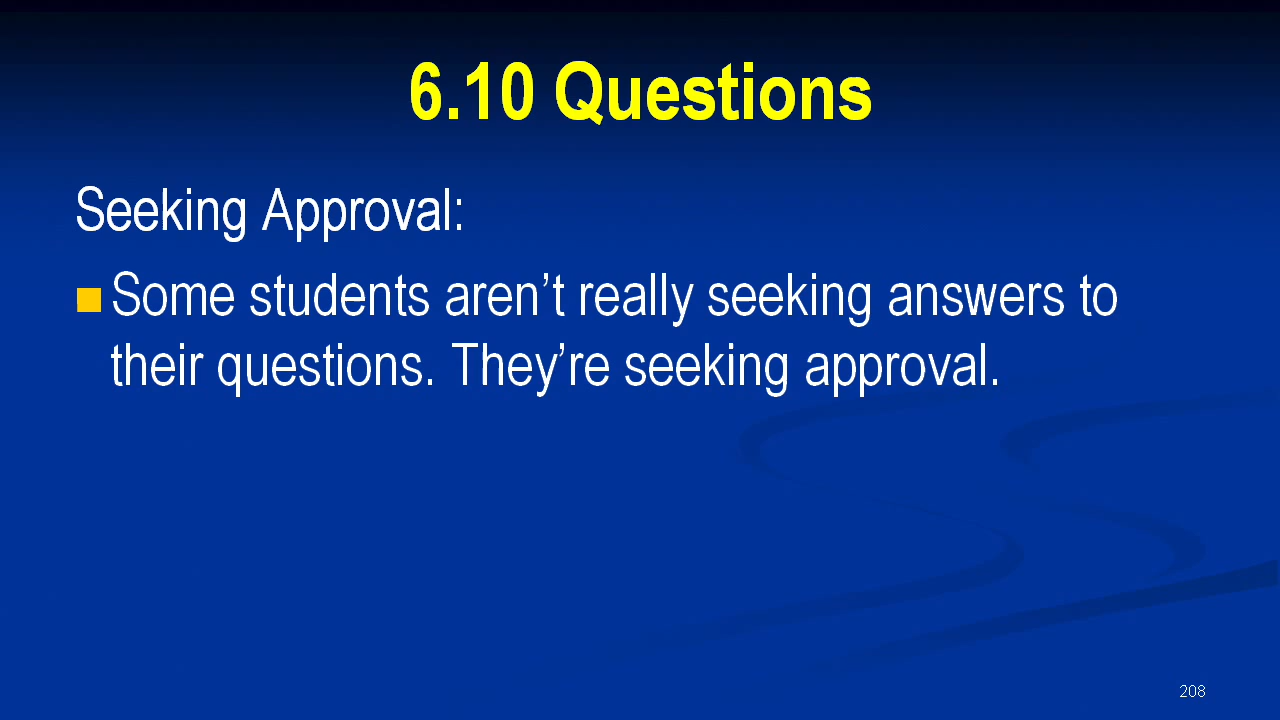 6.10 Questions
Seeking Approval:
Some students aren’t really seeking answers to
their questions. They’re seeking approval.
208